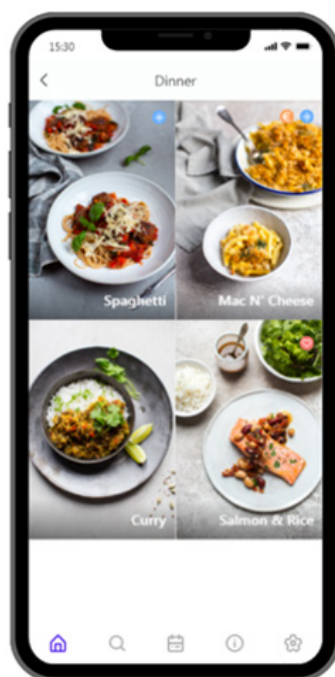 15:30
Dinner
Spaghetti
Mac N' Cheese
Curry
Salmon & Rice